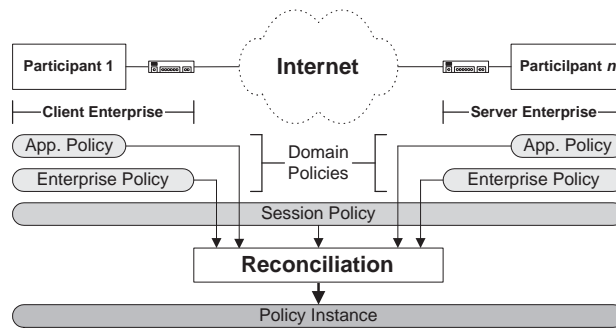 Participant 1
Internet
Particilpant n
Client Enterprise
Server Enterprise
App. Policy
Domain
Policies
App. Policy
Enterprise Policy
Enterprise Policy
Session Policy
Reconciliation
Policy Instance